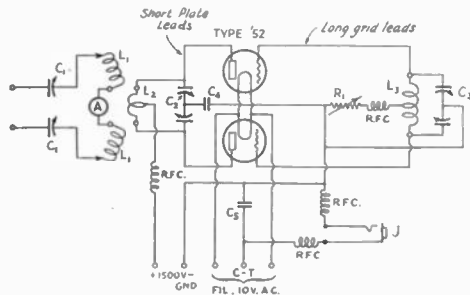 Short Plate
Leads
TYPE '52
Long grid leads
C1
L1
A
L2
C2
C4
R1
RFC
L3
C3
C1
L1
R.F.C.
C5
RFC.
RFC
J
+1500V-
GND
C-T
FIL, 10V. A.C.